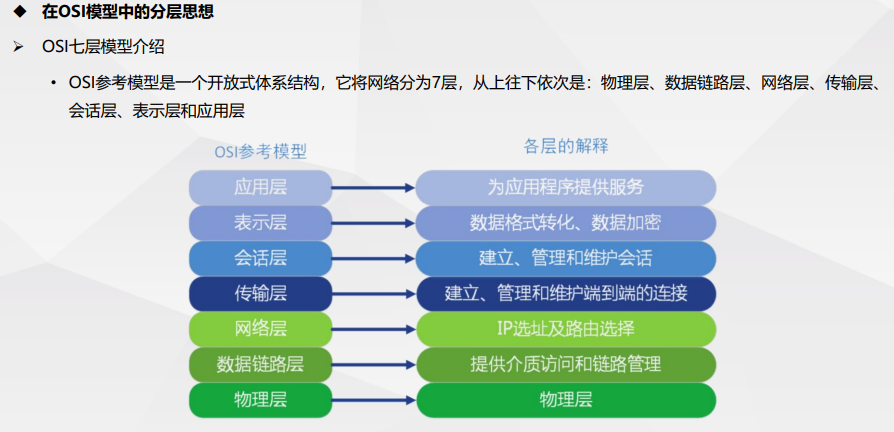 ◆ 在OSI模型中的分层思想
➢ OSI七层模型介绍
• OSI参考模型是一个开放式体系结构，它将网络分为7层，从上往下依次是：物理层、数据链路层、网络层、传输层、
会话层、表示层和应用层
OSI参考模型 各层的解释
应用层 为应用程序提供服务
表示层 数据格式转化、数据加密
会话层 建立、管理和维护会话
传输层 建立、管理和维护端到端的连接
网络层 IP选址及路由选择
数据链路层 提供介质访问和链路管理
物理层 物理层